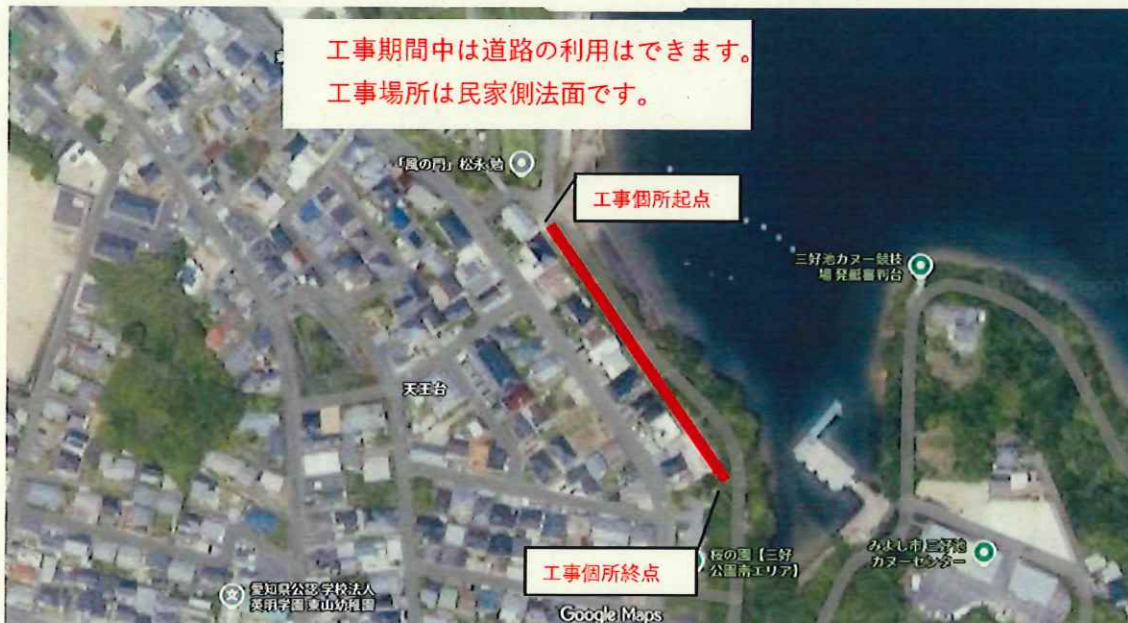 工事期間中は道路の利用はできます。
工事場所は民家側法面です。
「風の門」松永 勉
工事個所起点
三好池カヌー競技
場 発艇審判台
天王台
工事個所終点
桜の園【三好
公園南エリア】
みよし市 三好池
カヌーセンター
愛知県公認 学校法人
英明学園 東山幼稚園
Google Maps